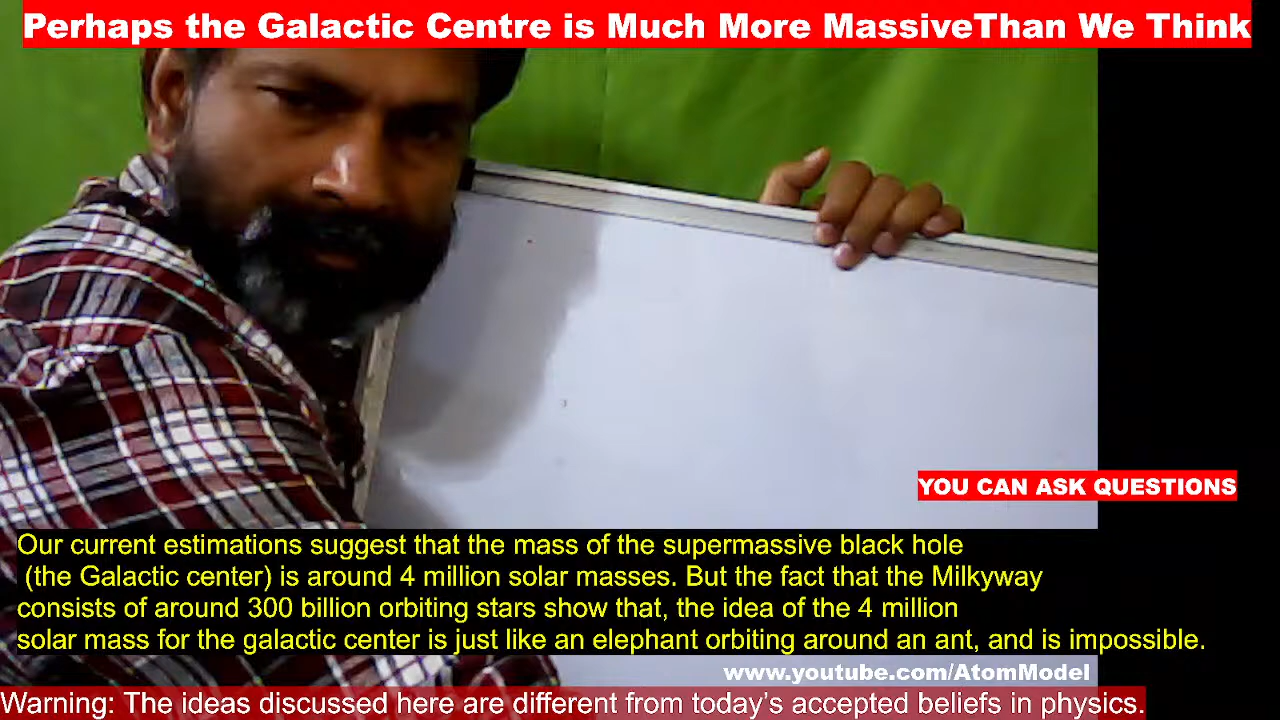 Perhaps the Galactic Centre is Much More MassiveThan We Think
YOU CAN ASK QUESTIONS
Our current estimations suggest that the mass of the supermassive black hole
(the Galactic center) is around 4 million solar masses. But the fact that the Milkyway
consists of around 300 billion orbiting stars show that, the idea of the 4 million
solar mass for the galactic center is just like an elephant orbiting around an ant, and is impossible.
www.youtube.com/AtomModel
Warning: The ideas discussed here are different from today's accepted beliefs in physics.